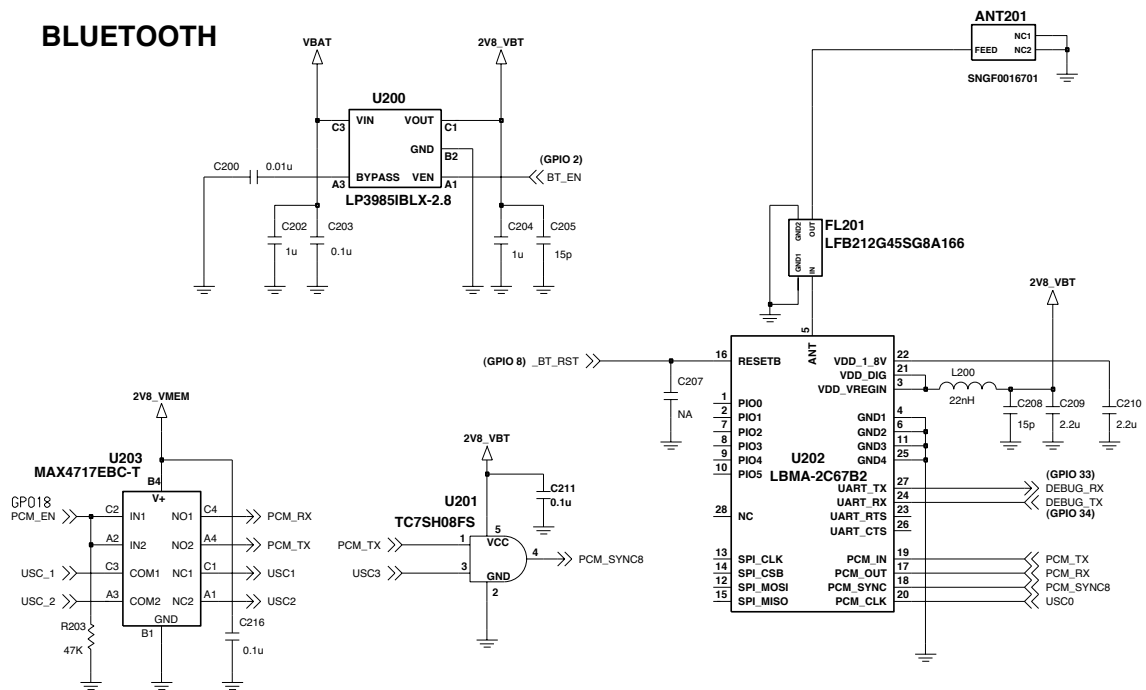 BLUETOOTH
VBAT
2V8_VBT
U200
C3 VIN VOUT C1
GND B2
A3 BYPASS VEN A1
LP3985IBLX-2.8
C200 0.01u
(GPIO 2)
BT_EN
C202 1u
C203 0.1u
C204 1u
C205 15p
ANT201
FEED
NC1
NC2
SNGF0016701
FL201
LFB212G45SG8A166
GND2 OUT
GND1 IN
2V8_VBT
5
ANT
(GPIO 8) _BT_RST
16 RESETB
C207
NA
VDD_1_8V 22
VDD_DIG 21
VDD_VREGIN 3
L200
22nH
C208 15p
C209 2.2u
C210 2.2u
1 PIO0
2 PIO1
7 PIO2
8 PIO3
9 PIO4
10 PIO5
GND1 4
GND2 6
GND3 11
GND4 25
U202
LBMA-2C67B2
28 NC
UART_TX 27
UART_RX 24
UART_RTS 23
UART_CTS 26
(GPIO 33)
DEBUG_RX
DEBUG_TX
(GPIO 34)
13 SPI_CLK
14 SPI_CSB
12 SPI_MOSI
15 SPI_MISO
PCM_IN 19 PCM_TX
PCM_OUT 17 PCM_RX
PCM_SYNC 18 PCM_SYNC8
PCM_CLK 20 USC0
2V8_VMEM
U203
MAX4717EBC-T
B4
V+
GPO18
PCM_EN C2 IN1 NO1 C4 PCM_RX
A2 IN2 NO2 A4 PCM_TX
USC_1 C3 COM1 NC1 C1 USC1
USC_2 A3 COM2 NC2 A1 USC2
GND
B1
R203
47K
C216
0.1u
2V8_VBT
C211
0.1u
U201
TC7SH08FS
5
VCC
PCM_TX 1
USC3 3
4 PCM_SYNC8
GND
2